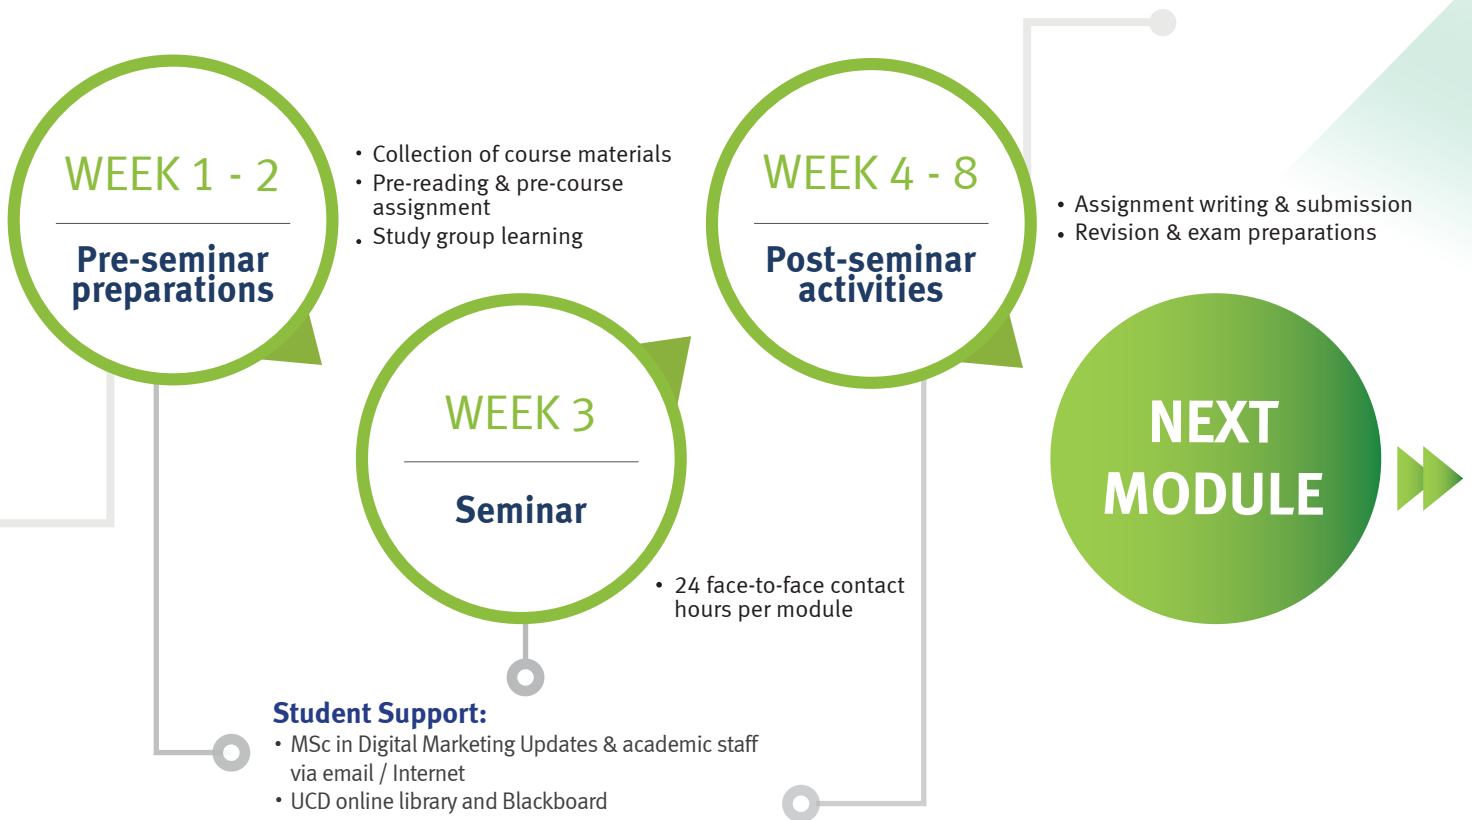 WEEK 1 - 2
Pre-seminar
preparations
• Collection of course materials
• Pre-reading & pre-course
assignment
• Study group learning
WEEK 3
Seminar
• 24 face-to-face contact
hours per module
WEEK 4 - 8
Post-seminar
activities
• Assignment writing & submission
• Revision & exam preparations
NEXT
MODULE
Student Support:
• MSc in Digital Marketing Updates & academic staff
via email / Internet
• UCD online library and Blackboard